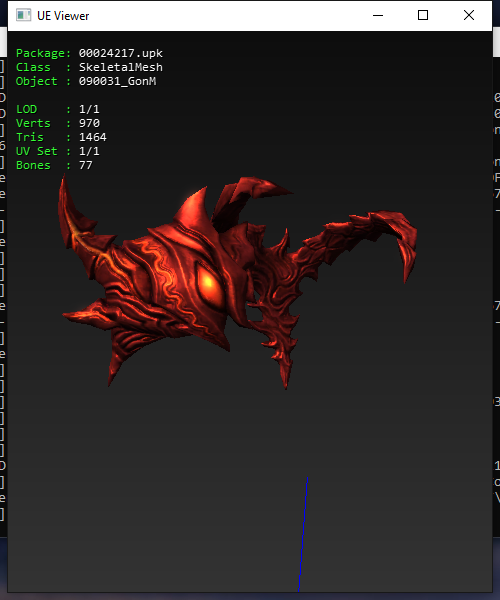 UE Viewer
Package: 00024217.upk
Class : SkeletalMesh
Object : 090031_GonM
LOD : 1/1
Verts : 970
Tris : 1464
UV Set : 1/1
Bones : 77